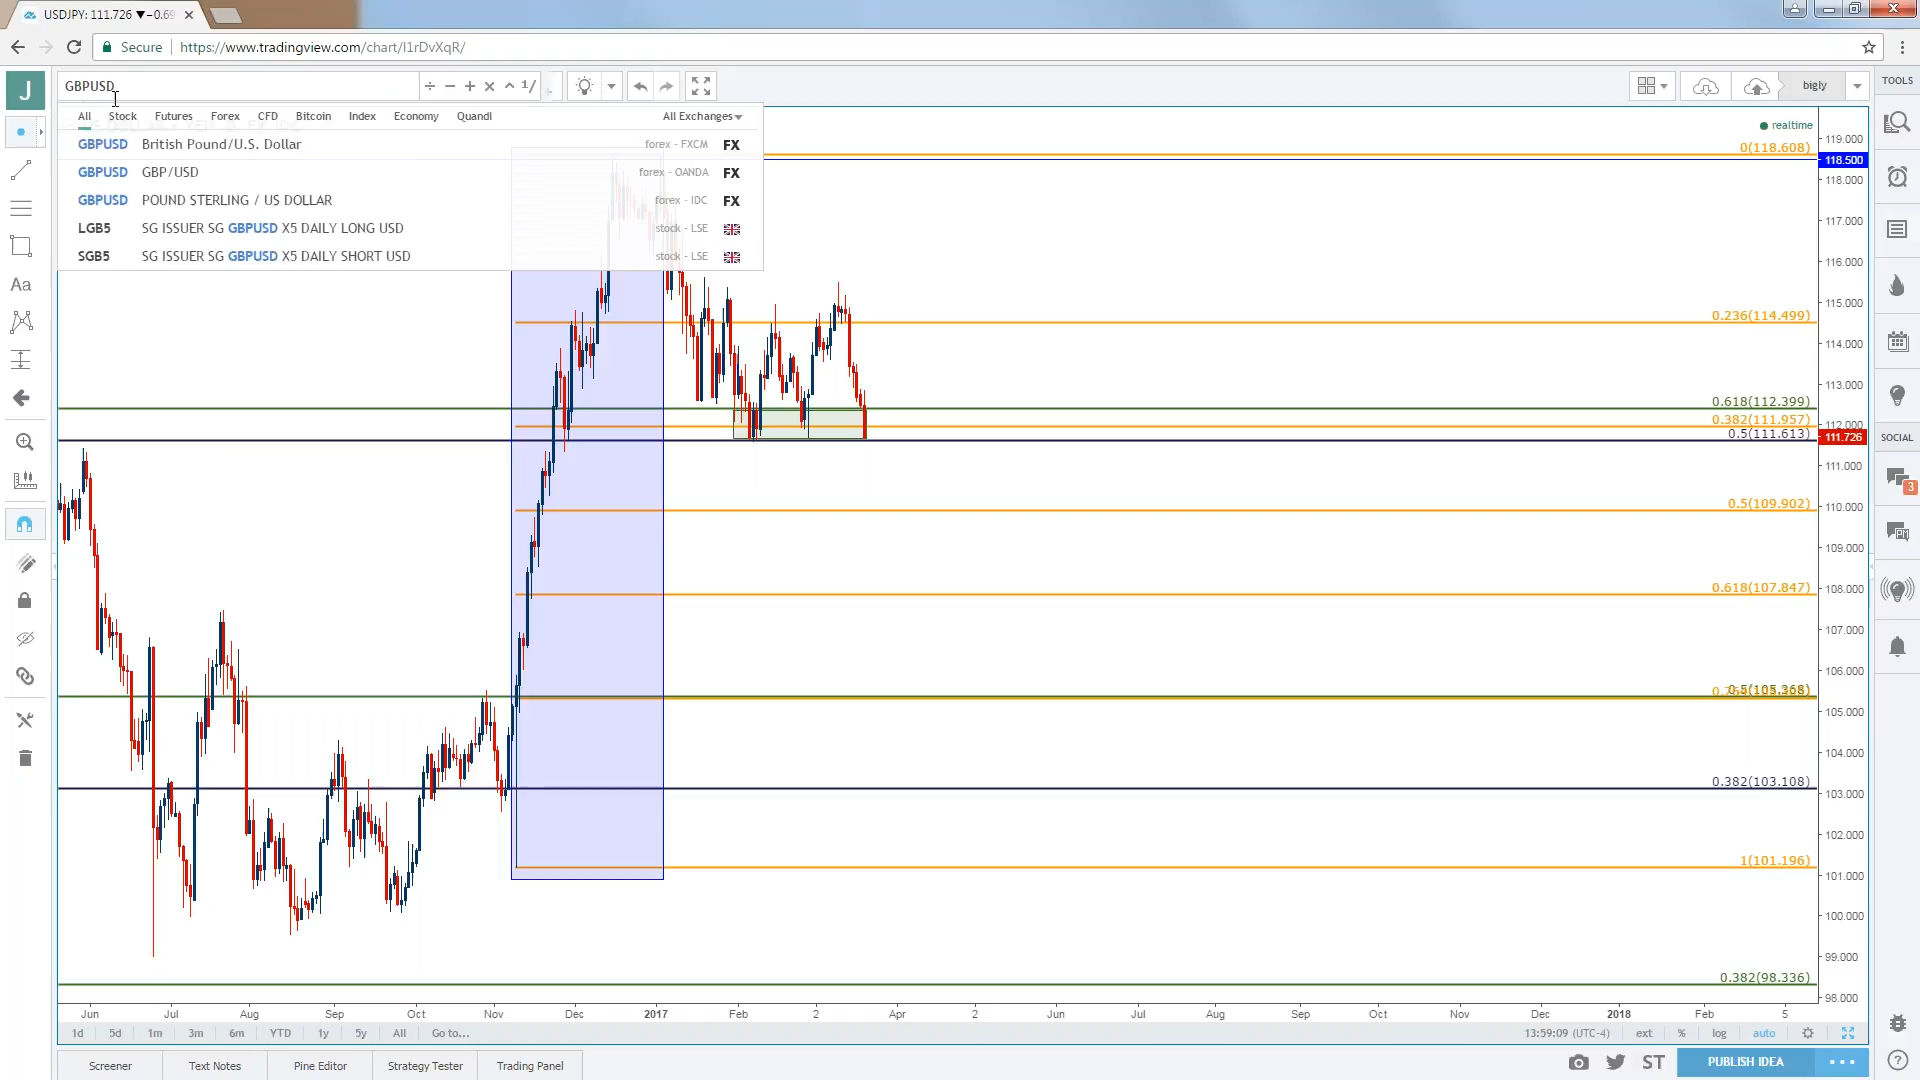 USDJPY: 111.726 ▼−0.69
Secure
https://www.tradingview.com/chart/I1rDvXqR/
J
GBPUSD
÷ − + × ^ 1/
bigly
TOOLS
All Stock Futures Forex CFD Bitcoin Index Economy Quandl All Exchanges
GBPUSD British Pound/U.S. Dollar forex - FXCM FX
GBPUSD GBP/USD forex - OANDA FX
GBPUSD POUND STERLING / US DOLLAR forex - IDC FX
LGB5 SG ISSUER SG GBPUSD X5 DAILY LONG USD stock - LSE
SGB5 SG ISSUER SG GBPUSD X5 DAILY SHORT USD stock - LSE
realtime
119.000
0(118.608)
118.500
118.000
117.000
116.000
115.000
0.236(114.499)
114.000
113.000
0.618(112.399)
0.382(111.957)
112.000
0.5(111.613)
111.726
111.000
0.5(109.902)
110.000
109.000
0.618(107.847)
108.000
107.000
106.000
0.5(105.368)
105.000
104.000
0.382(103.108)
103.000
102.000
1(101.196)
101.000
100.000
99.000
0.382(98.336)
98.000
Aa
SOCIAL
3
Jun Jul Aug Sep Oct Nov Dec 2017 Feb 2 Apr 2 Jun Jul Aug Sep Oct Nov Dec 2018 Feb 5
1d 5d 1m 3m 6m YTD 1y 5y All Go to... 13:59:09 (UTC-4) ext % log auto
Screener Text Notes Pine Editor Strategy Tester Trading Panel ST PUBLISH IDEA